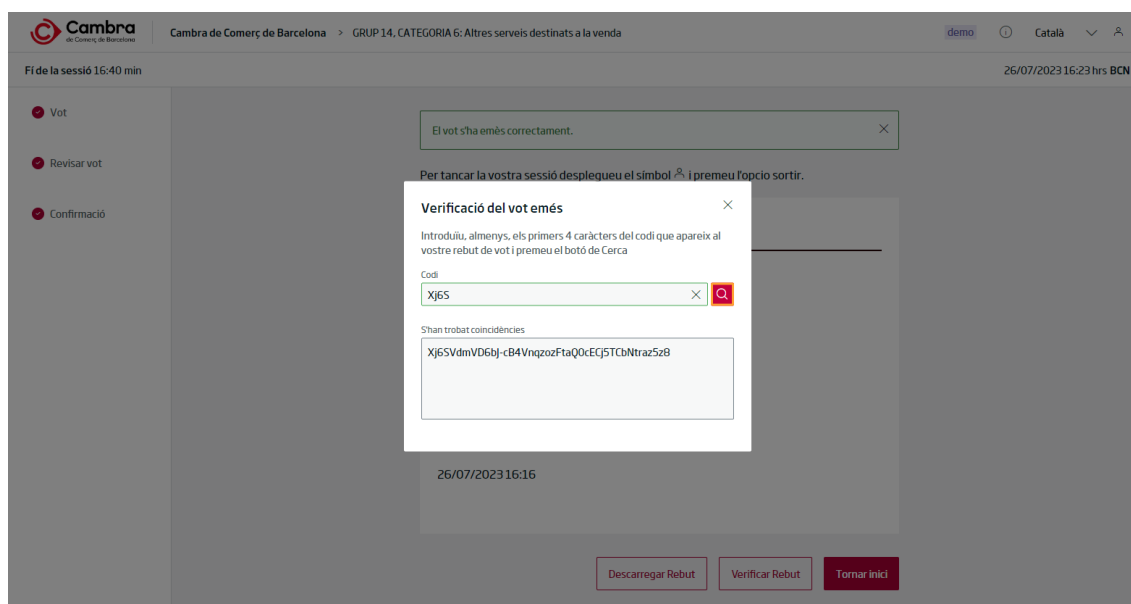 Cambra
de Comerç de Barcelona
Cambra de Comerç de Barcelona > GRUP 14, CATEGORIA 6: Altres serveis destinats a la venda
demo
Català
Fi de la sessió 16:40 min
26/07/2023 16:23 hrs BCN
Vot
Revisar vot
Confirmació
El vot s'ha emès correctament.
Per tancar la vostra sessió desplegueu el símbol i premeu l'opcio sortir.
Verificació del vot emés
Introduïu, almenys, els primers 4 caràcters del codi que apareix al
vostre rebut de vot i premeu el botó de Cerca
Codi
Xj6S
S'han trobat coincidències
Xj6SVdmVD6bJ-cB4VnqzozFtaQ0cECj5TCbNtraz5z8
26/07/2023 16:16
Descarregar Rebut
Verificar Rebut
Tornar inici